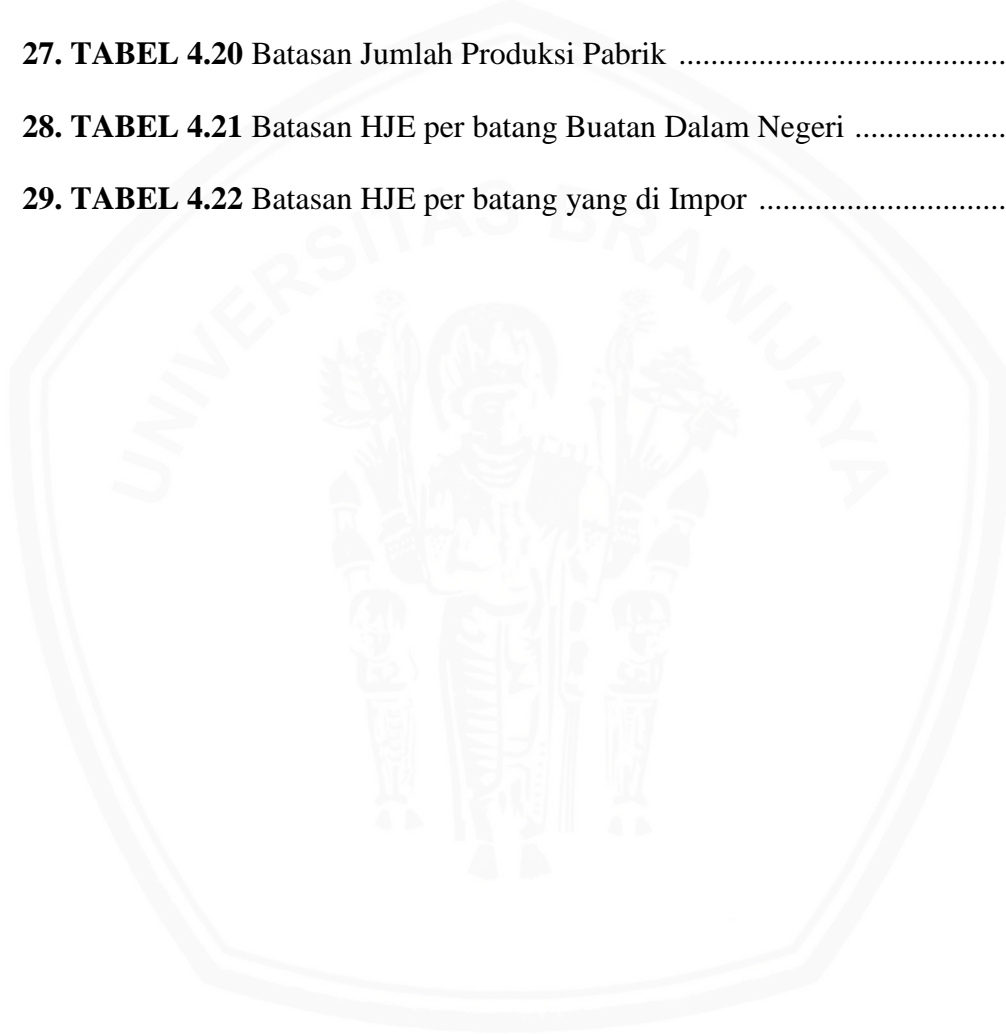 27. TABEL 4.20 Batasan Jumlah Produksi Pabrik .........................................
28. TABEL 4.21 Batasan HJE per batang Buatan Dalam Negeri ...................
29. TABEL 4.22 Batasan HJE per batang yang di Impor ...............................
UNIVERSITAS BRAWIJAYA